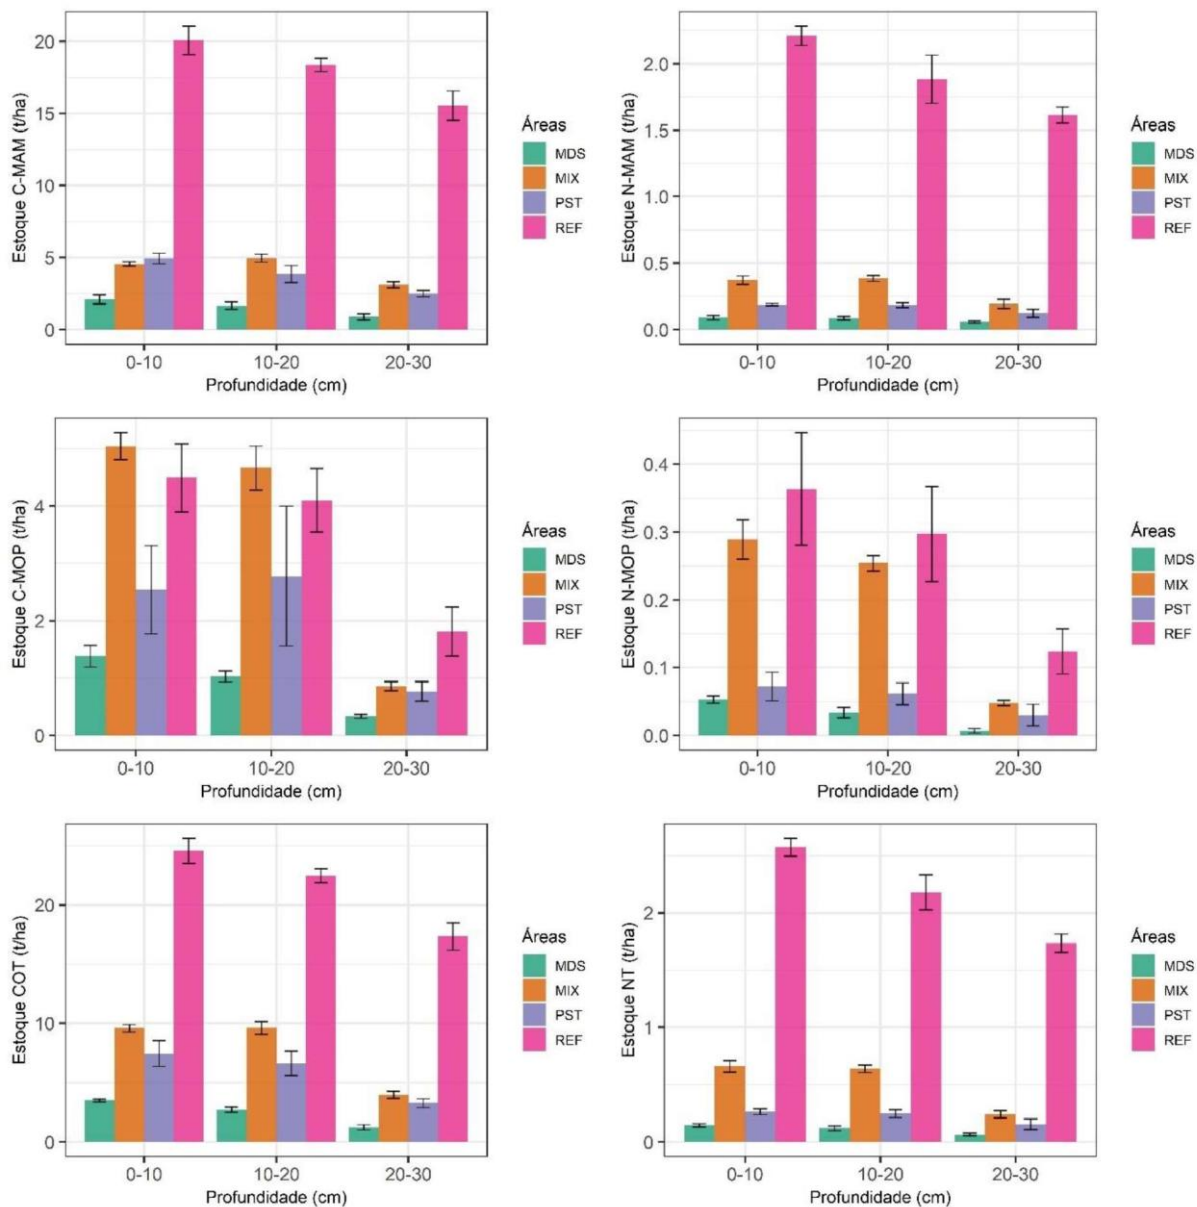 Estoque C-MAM (t/ha)
20
15
10
5
0
0-10
10-20
20-30
Profundidade (cm)
Áreas
MDS
MIX
PST
REF
Estoque N-MAM (t/ha)
2.0
1.5
1.0
0.5
0.0
0-10
10-20
20-30
Profundidade (cm)
Áreas
MDS
MIX
PST
REF
Estoque C-MOP (t/ha)
4
2
0
0-10
10-20
20-30
Profundidade (cm)
Áreas
MDS
MIX
PST
REF
Estoque N-MOP (t/ha)
0.4
0.3
0.2
0.1
0.0
0-10
10-20
20-30
Profundidade (cm)
Áreas
MDS
MIX
PST
REF
Estoque COT (t/ha)
20
10
0
0-10
10-20
20-30
Profundidade (cm)
Áreas
MDS
MIX
PST
REF
Estoque NT (t/ha)
2
1
0
0-10
10-20
20-30
Profundidade (cm)
Áreas
MDS
MIX
PST
REF